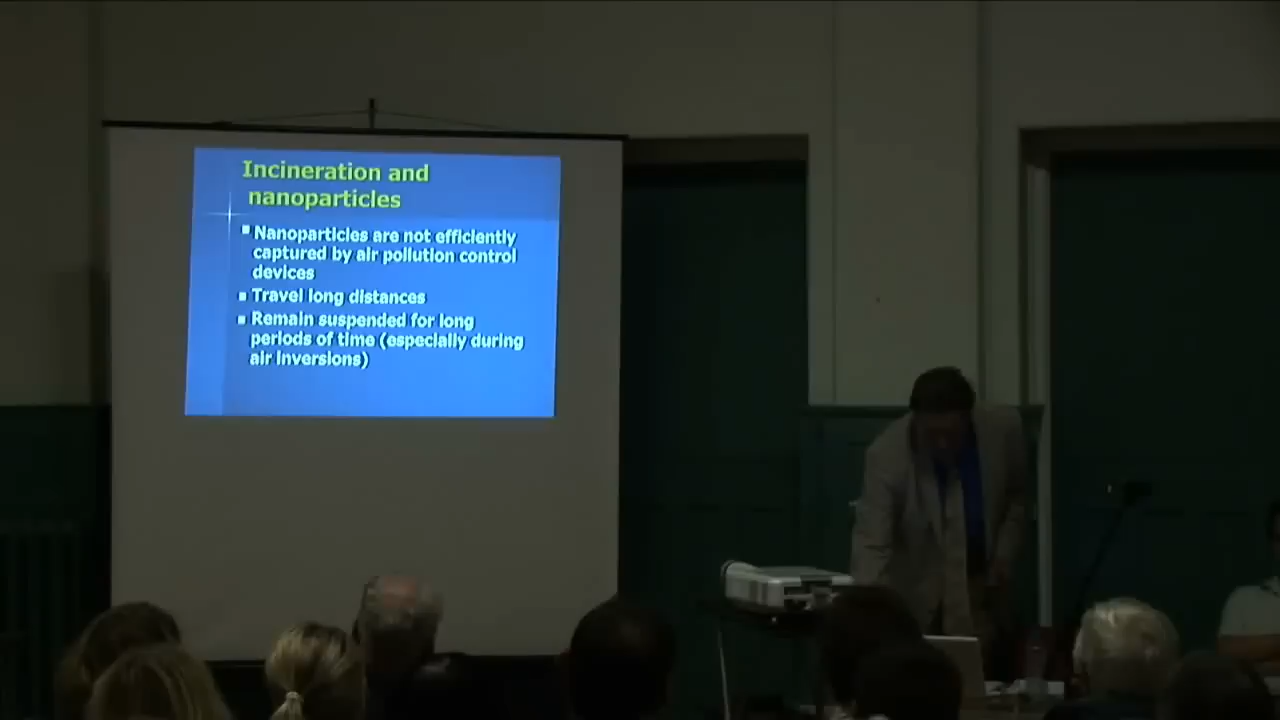 Incineration and
nanoparticles
Nanoparticles are not efficiently
captured by air pollution control
devices
Travel long distances
Remain suspended for long
periods of time (especially during
air inversions)